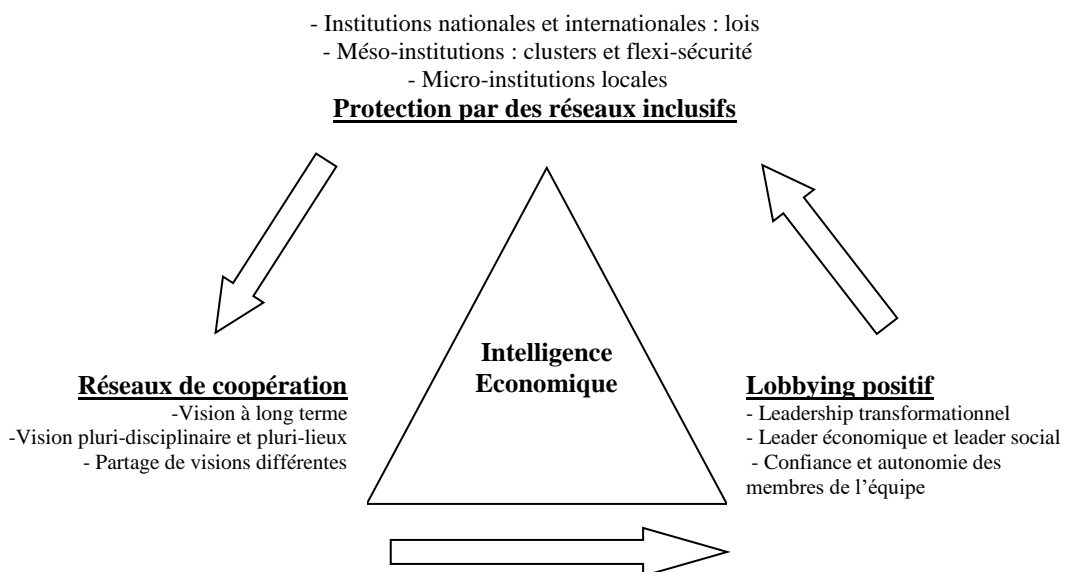 - Institutions nationales et internationales : lois
- Méso-institutions : clusters et flexi-sécurité
- Micro-institutions locales
Protection par des réseaux inclusifs
Intelligence
Economique
Réseaux de coopération
-Vision à long terme
-Vision pluri-disciplinaire et pluri-lieux
- Partage de visions différentes
Lobbying positif
- Leadership transformationnel
- Leader économique et leader social
- Confiance et autonomie des
membres de l'équipe